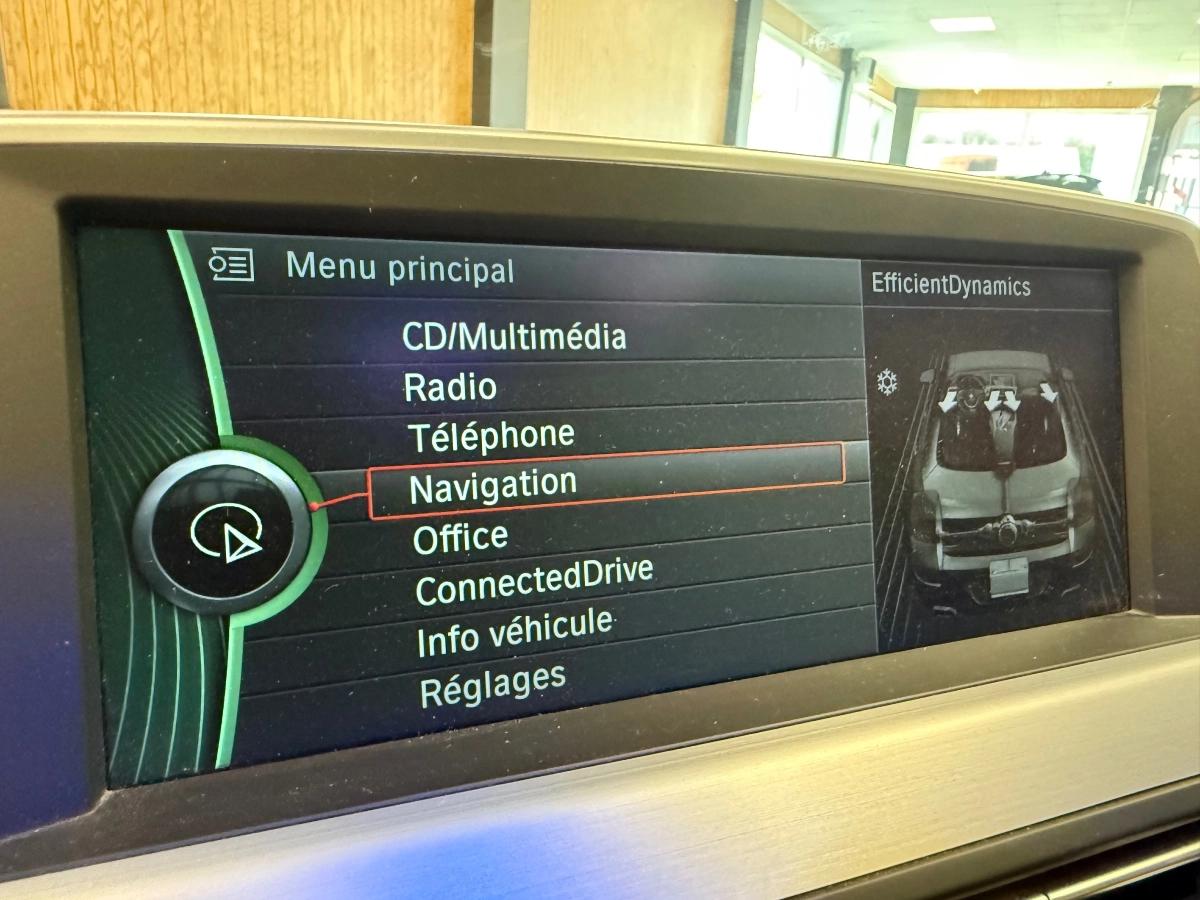 Menu principal
EfficientDynamics
CD/Multimédia
Radio
Téléphone
Navigation
Office
ConnectedDrive
Info véhicule
Réglages